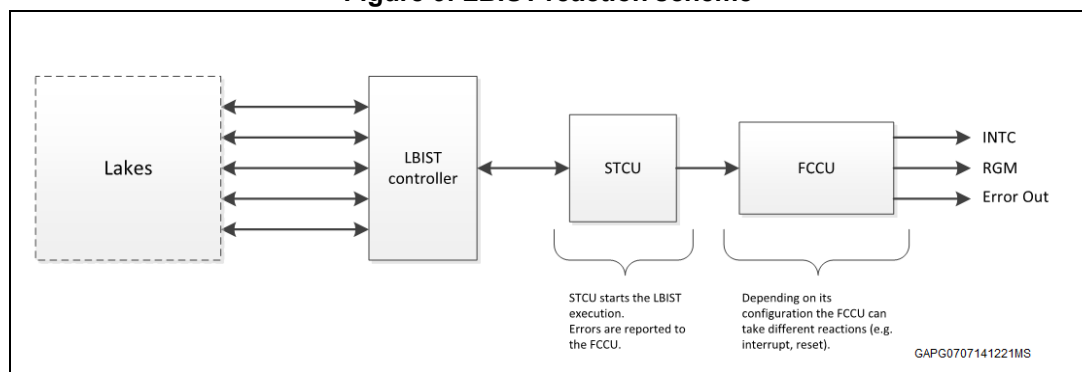 Lakes
LBIST
controller
STCU
FCCU
INTC
RGM
Error Out
STCU starts the LBIST
execution.
Errors are reported to
the FCCU.
Depending on its
configuration the FCCU can
take different reactions (e.g.
interrupt, reset).
GAPG0707141221MS